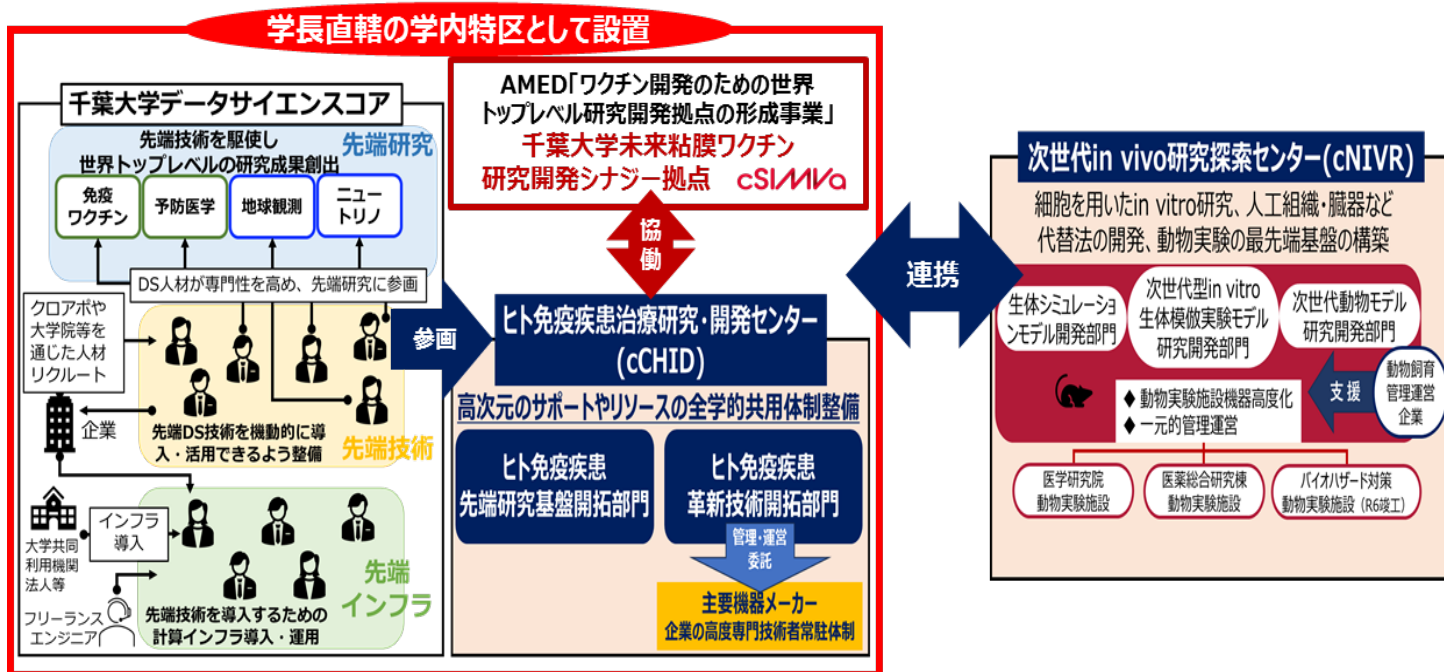 学長直轄の学内特区として設置
千葉大学データサイエンスコア
先端技術を駆使し
世界トップレベルの研究成果創出
先端研究
免疫
ワクチン
予防医学
地球観測
ニュー
トリノ
DS人材が専門性を高め、先端研究に参画
クロアポや
大学院等を
通じた人材
リクルート
企業
先端DS技術を機動的に導
入・活用できるよう整備
先端技術
大学共同
利用機関
法人等
インフラ
導入
フリーランス
エンジニア
先端
インフラ
先端技術を導入するための
計算インフラ導入・運用
参画
AMED「ワクチン開発のための世界
トップレベル研究開発拠点の形成事業」
千葉大学未来粘膜ワクチン
研究開発シナジー拠点 cSIMVa
協
働
ヒト免疫疾患治療研究・開発センター
(cCHID)
高次元のサポートやリソースの全学的共用体制整備
ヒト免疫疾患
先端研究基盤開拓部門
ヒト免疫疾患
革新技術開拓部門
管理・運営
委託
主要機器メーカー
企業の高度専門技術者常駐体制
連携
次世代in vivo研究探索センター(cNIVR)
細胞を用いたin vitro研究、人工組織・臓器など
代替法の開発、動物実験の最先端基盤の構築
生体シミュレーショ
ンモデル開発部門
次世代型in vitro
生体模倣実験モデル
研究開発部門
次世代動物モデル
研究開発部門
◆ 動物実験施設機器高度化
◆ 一元的管理運営
支援
動物飼育
管理運営
企業
医学研究院
動物実験施設
医薬総合研究棟
動物実験施設
バイオハザード対策
動物実験施設（R6竣工）